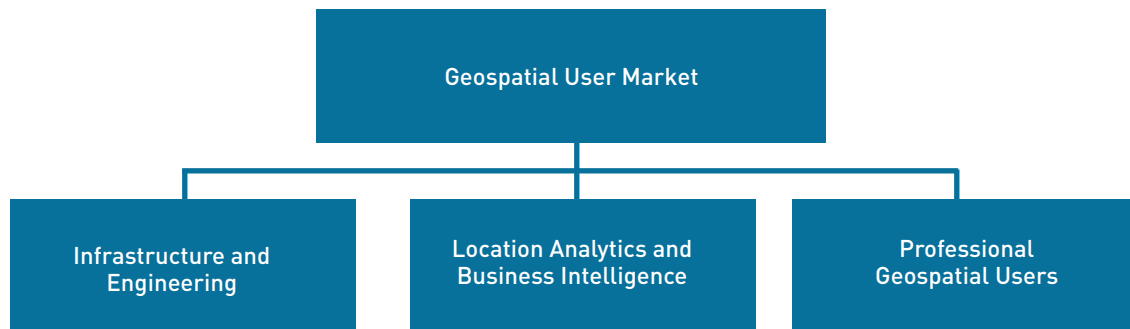 Geospatial User Market
Infrastructure and
Engineering
Location Analytics and
Business Intelligence
Professional
Geospatial Users